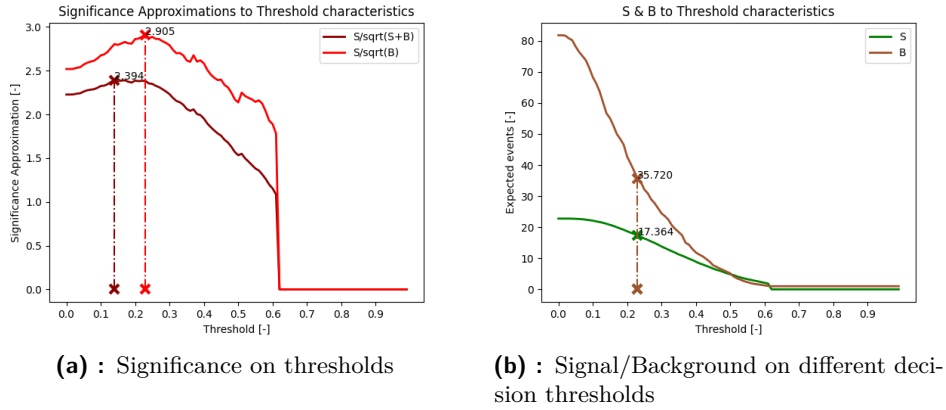 Significance Approximations to Threshold characteristics
S/sqrt(S+B)
S/sqrt(B)
2.905
2.394
3.0
2.5
2.0
1.5
1.0
0.5
0.0
Significance Approximation [-]
0.0 0.1 0.2 0.3 0.4 0.5 0.6 0.7 0.8 0.9
Threshold [-]
(a) : Significance on thresholds
S & B to Threshold characteristics
S
B
35.720
17.364
80
70
60
50
40
30
20
10
0
Expected events [-]
0.0 0.1 0.2 0.3 0.4 0.5 0.6 0.7 0.8 0.9
Threshold [-]
(b) : Signal/Background on different deci-
sion thresholds